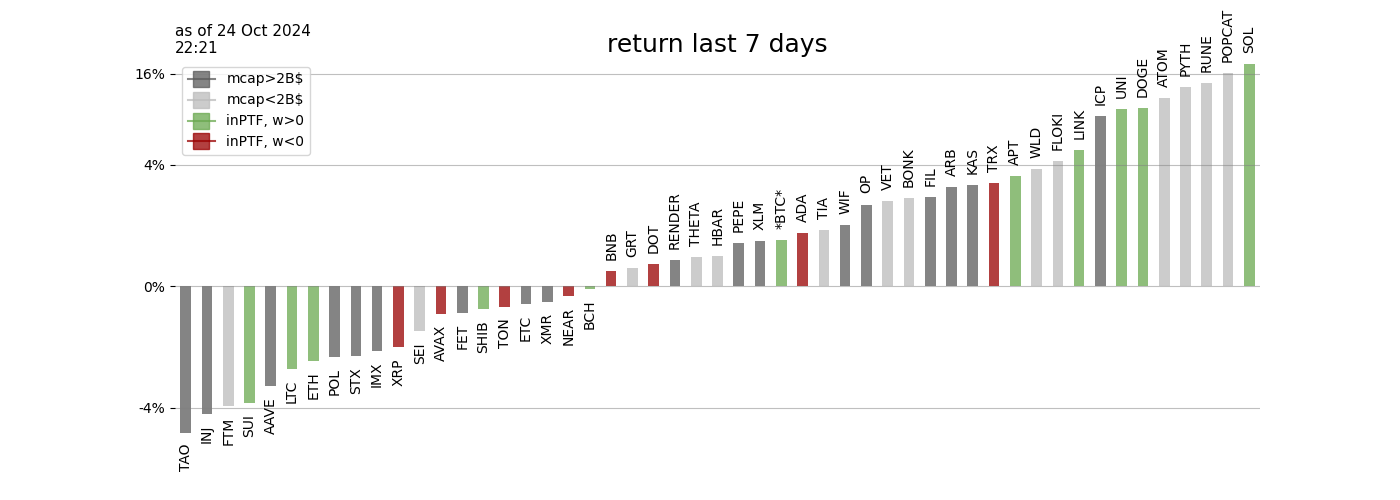 as of 24 Oct 2024
22:21
return last 7 days
mcap>2B$
mcap<2B$
inPTF, w>0
inPTF, w<0
16%
4%
0%
-4%
TAO
INJ
FTM
SUI
AAVE
LTC
ETH
POL
STX
IMX
XRP
SEI
AVAX
FET
SHIB
TON
ETC
XMR
NEAR
BCH
BNB
GRT
DOT
RENDER
THETA
HBAR
PEPE
XLM
*BTC*
ADA
TIA
WIF
OP
VET
BONK
FIL
ARB
KAS
TRX
APT
WLD
FLOKI
LINK
ICP
UNI
DOGE
ATOM
PYTH
RUNE
POPCAT
SOL